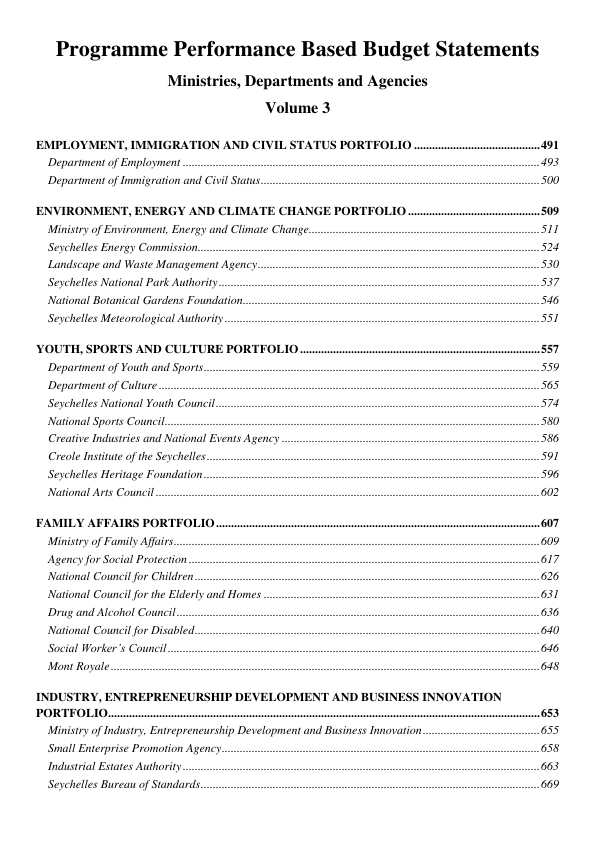 Programme Performance Based Budget Statements
Ministries, Departments and Agencies
Volume 3
EMPLOYMENT, IMMIGRATION AND CIVIL STATUS PORTFOLIO ..........................................491
Department of Employment ..........................................493
Department of Immigration and Civil Status..........................................500
ENVIRONMENT, ENERGY AND CLIMATE CHANGE PORTFOLIO ..........................................509
Ministry of Environment, Energy and Climate Change..........................................511
Seychelles Energy Commission..........................................524
Landscape and Waste Management Agency..........................................530
Seychelles National Park Authority..........................................537
National Botanical Gardens Foundation..........................................546
Seychelles Meteorological Authority ..........................................551
YOUTH, SPORTS AND CULTURE PORTFOLIO ..........................................557
Department of Youth and Sports..........................................559
Department of Culture ..........................................565
Seychelles National Youth Council..........................................574
National Sports Council..........................................580
Creative Industries and National Events Agency ..........................................586
Creole Institute of the Seychelles..........................................591
Seychelles Heritage Foundation..........................................596
National Arts Council ..........................................602
FAMILY AFFAIRS PORTFOLIO ..........................................607
Ministry of Family Affairs..........................................609
Agency for Social Protection ..........................................617
National Council for Children..........................................626
National Council for the Elderly and Homes ..........................................631
Drug and Alcohol Council..........................................636
National Council for Disabled..........................................640
Social Worker’s Council ..........................................646
Mont Royale ..........................................648
INDUSTRY, ENTREPRENEURSHIP DEVELOPMENT AND BUSINESS INNOVATION
PORTFOLIO..........................................653
Ministry of Industry, Entrepreneurship Development and Business Innovation..........................................655
Small Enterprise Promotion Agency..........................................658
Industrial Estates Authority ..........................................663
Seychelles Bureau of Standards..........................................669